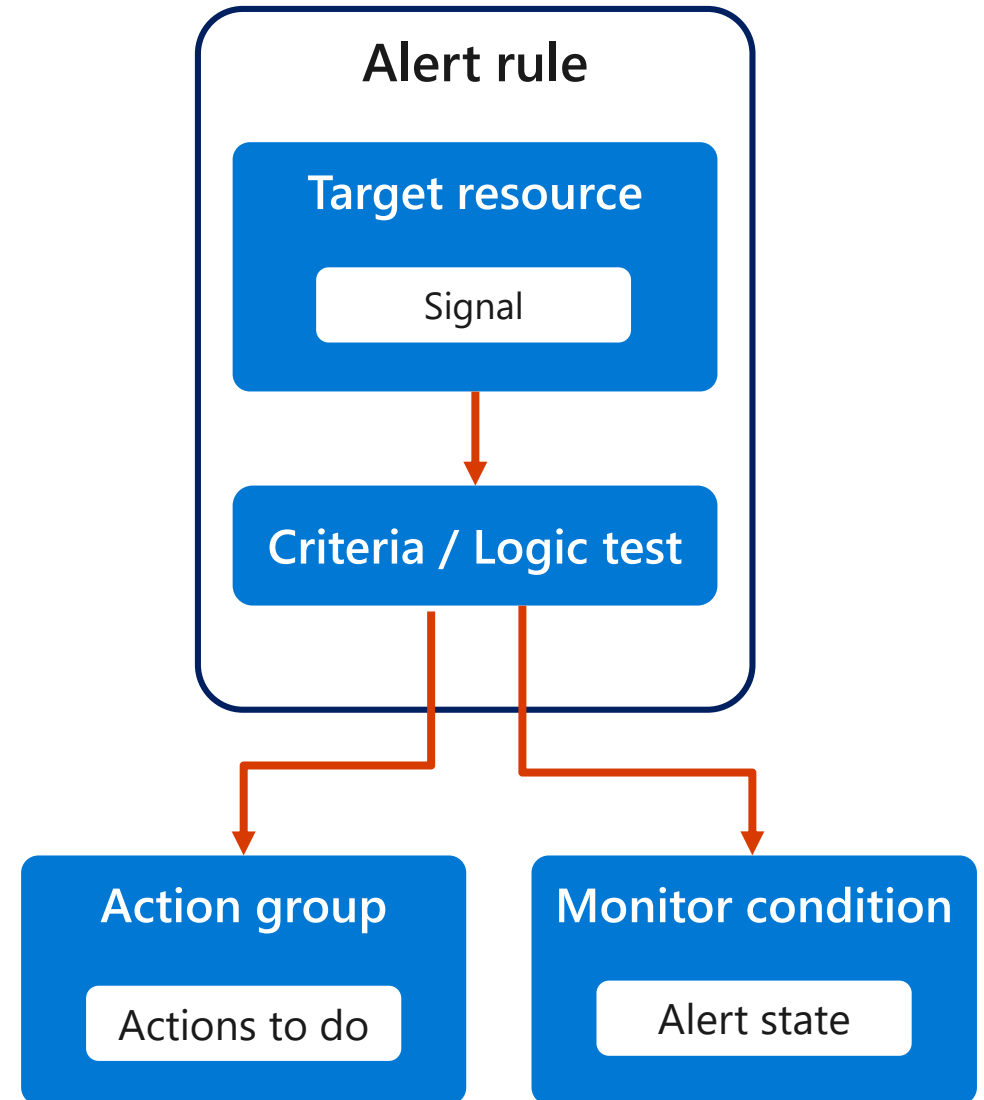 Alert rule
Target resource
Signal
Criteria / Logic test
Action group
Actions to do
Monitor condition
Alert state